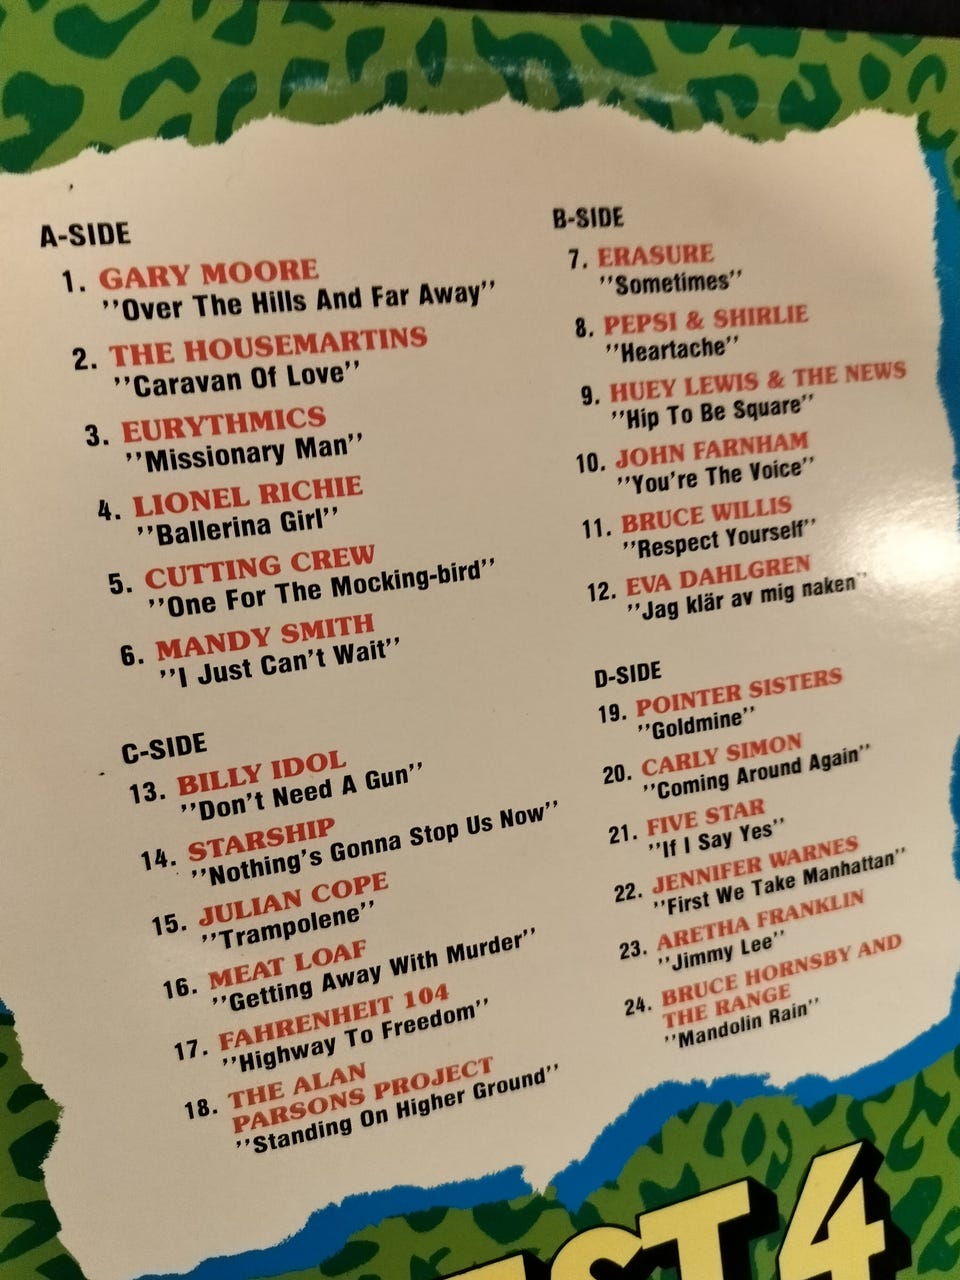 A-SIDE
1. GARY MOORE
''Over The Hills And Far Away''
2. THE HOUSEMARTINS
''Caravan Of Love''
3. EURYTHMICS
''Missionary Man''
4. LIONEL RICHIE
''Ballerina Girl''
5. CUTTING CREW
''One For The Mocking-bird''
6. MANDY SMITH
''I Just Can't Wait''
B-SIDE
7. ERASURE
''Sometimes''
8. PEPSI & SHIRLIE
''Heartache''
9. HUEY LEWIS & THE NEWS
''Hip To Be Square''
10. JOHN FARNHAM
''You're The Voice''
11. BRUCE WILLIS
''Respect Yourself''
12. EVA DAHLGREN
''Jag klär av mig naken''
C-SIDE
13. BILLY IDOL
''Don't Need A Gun''
14. STARSHIP
''Nothing's Gonna Stop Us Now''
15. JULIAN COPE
''Trampolene''
16. MEAT LOAF
''Getting Away With Murder''
17. FAHRENHEIT 104
''Highway To Freedom''
18. THE ALAN
PARSONS PROJECT
''Standing On Higher Ground''
D-SIDE
19. POINTER SISTERS
''Goldmine''
20. CARLY SIMON
''Coming Around Again''
21. FIVE STAR
''If I Say Yes''
22. JENNIFER WARNES
''First We Take Manhattan''
23. ARETHA FRANKLIN
''Jimmy Lee''
24. BRUCE HORNSBY AND
THE RANGE
''Mandolin Rain''
4